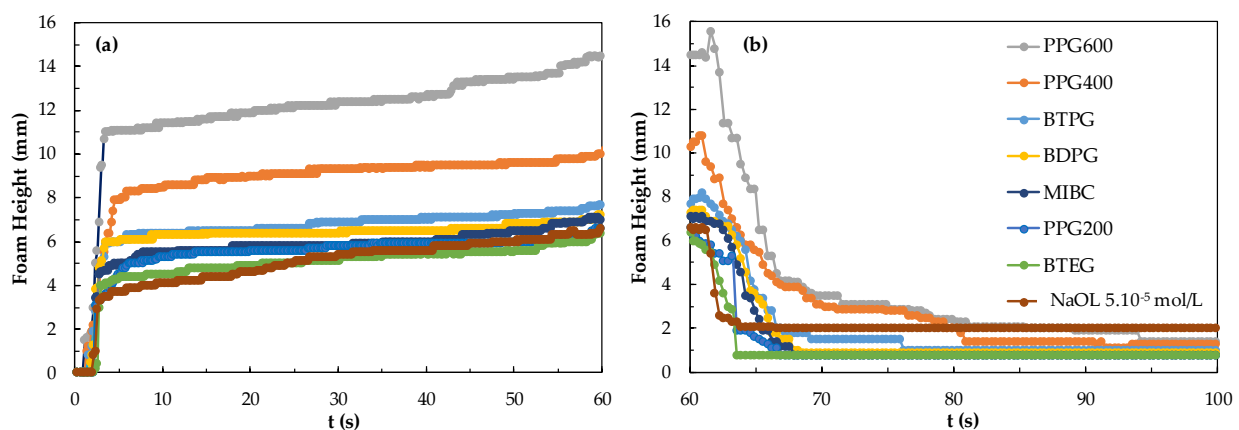 (a)
Foam Height (mm)
16
14
12
10
8
6
4
2
0
0
10
20
30
40
50
60
t (s)
(b)
Foam Height (mm)
16
14
12
10
8
6
4
2
0
60
70
80
90
100
t (s)
PPG600
PPG400
BTPG
BDPG
MIBC
PPG200
BTEG
NaOL 5.10⁻⁵ mol/L